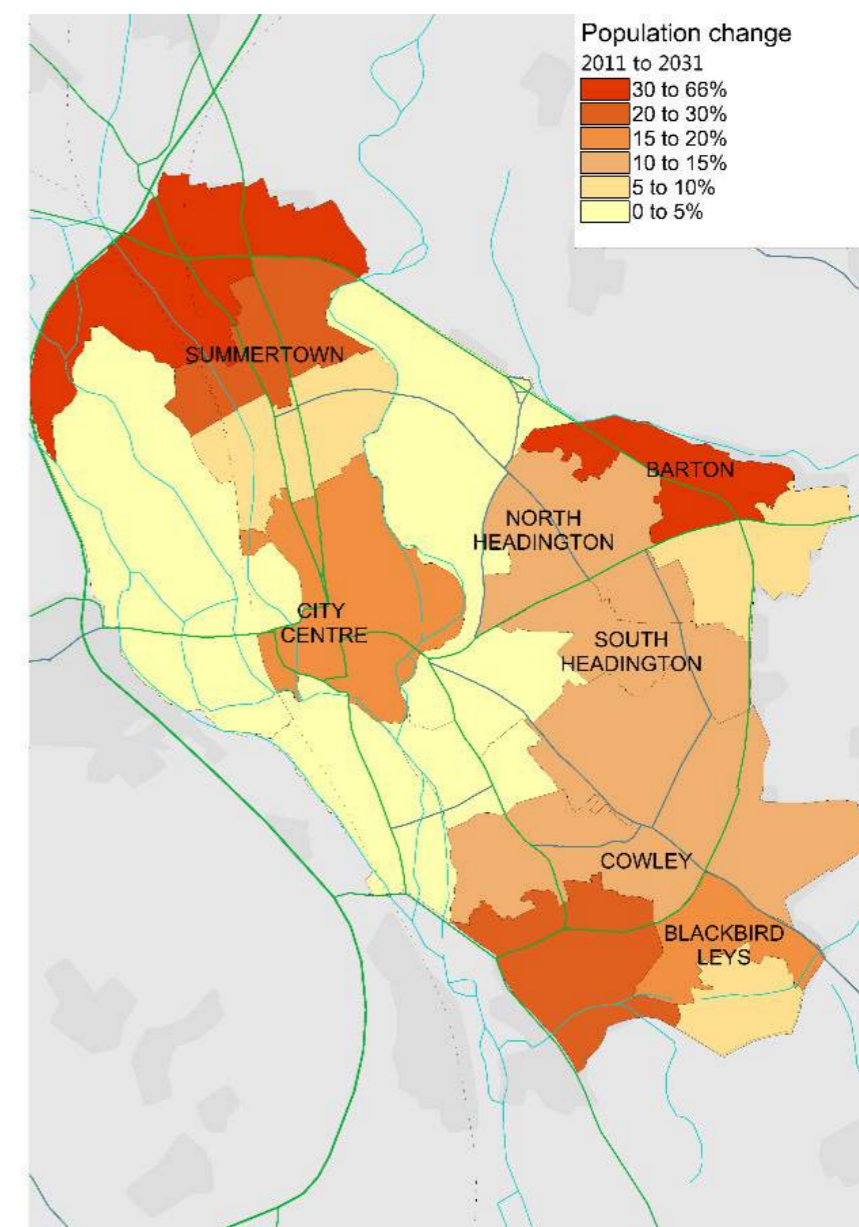 Population change
2011 to 2031
30 to 66%
20 to 30%
15 to 20%
10 to 15%
5 to 10%
0 to 5%
SUMMERTOWN
BARTON
NORTH
HEADINGTON
CITY
CENTRE
SOUTH
HEADINGTON
COWLEY
BLACKBIRD
LEYS